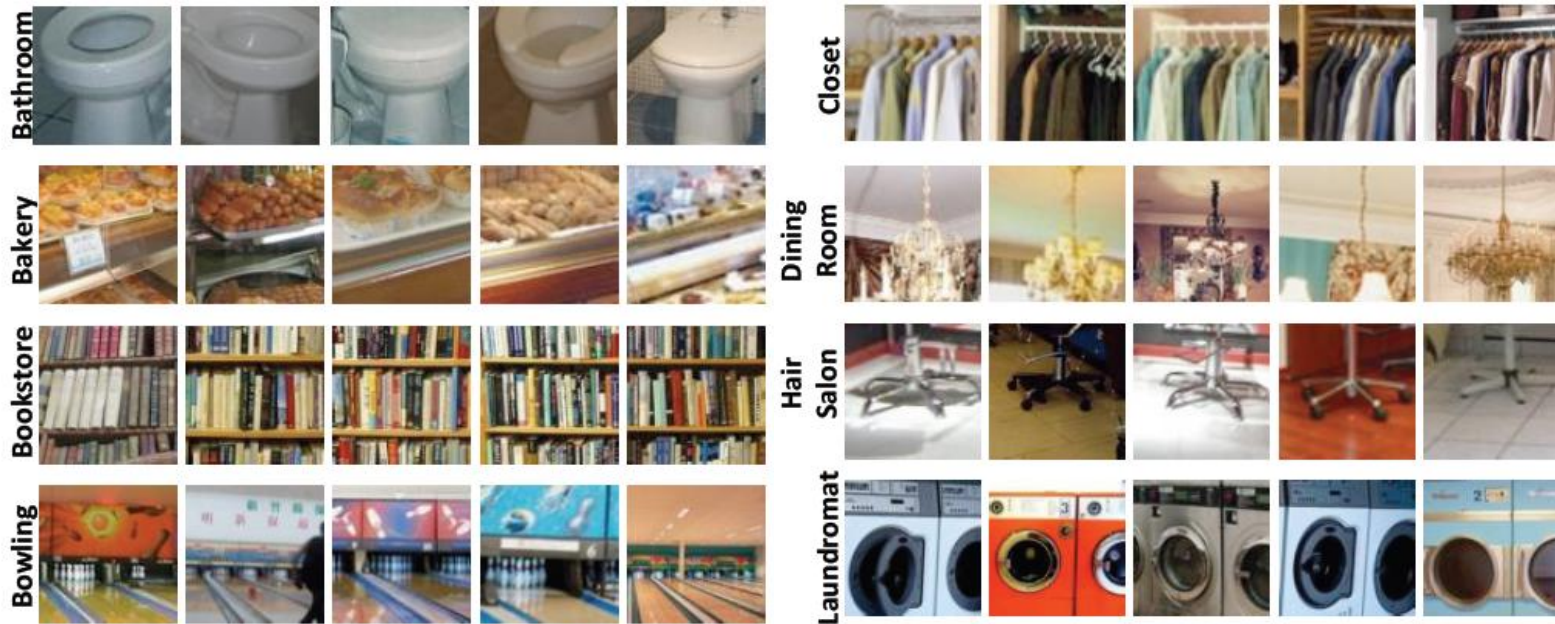 Bathroom
Bakery
Bookstore
Bowling
Closet
Dining
Room
Hair
Salon
Laundromat